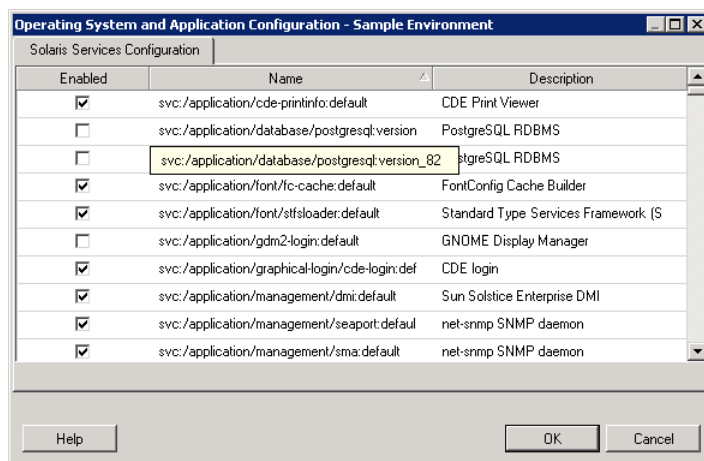 Operating System and Application Configuration - Sample Environment
Solaris Services Configuration
Enabled Name Description
svc:/application/cde-printinfo:default CDE Print Viewer
svc:/application/database/postgresql:version PostgreSQL RDBMS
svc:/application/database/postgresql:version_82 stgreSQL RDBMS
svc:/application/font/fc-cache:default FontConfig Cache Builder
svc:/application/font/stfsloader:default Standard Type Services Framework (S
svc:/application/gdm2-login:default GNOME Display Manager
svc:/application/graphical-login/cde-login:def CDE login
svc:/application/management/dmi:default Sun Solstice Enterprise DMI
svc:/application/management/seaport:defaul net-snmp SNMP daemon
svc:/application/management/sma:default net-snmp SNMP daemon
Help OK Cancel